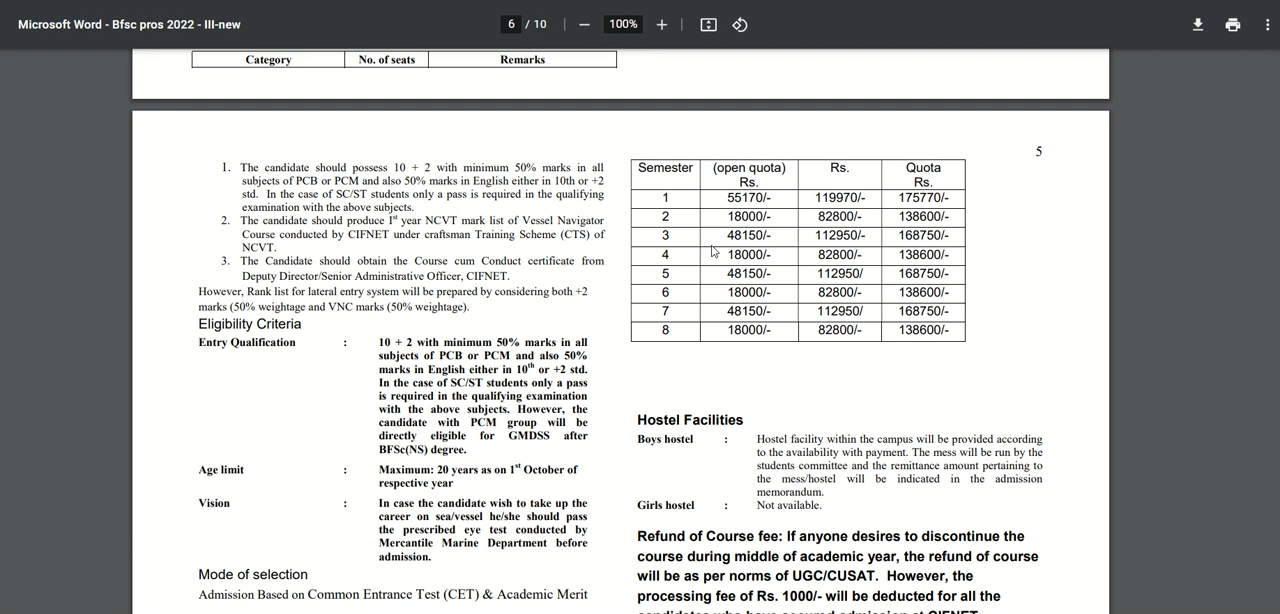 Microsoft Word - Bfsc pros 2022 - III-new
6 / 10
100%
Category No. of seats Remarks
5
1. The candidate should possess 10 + 2 with minimum 50% marks in all
subjects of PCB or PCM and also 50% marks in English either in 10th or +2
std. In the case of SC/ST students only a pass is required in the qualifying
examination with the above subjects.
2. The candidate should produce 1st year NCVT mark list of Vessel Navigator
Course conducted by CIFNET under craftsman Training Scheme (CTS) of
NCVT.
3. The Candidate should obtain the Course cum Conduct certificate from
Deputy Director/Senior Administrative Officer, CIFNET.
However, Rank list for lateral entry system will be prepared by considering both +2
marks (50% weightage and VNC marks (50% weightage).
Eligibility Criteria
Entry Qualification : 10 + 2 with minimum 50% marks in all
subjects of PCB or PCM and also 50%
marks in English either in 10th or +2 std.
In the case of SC/ST students only a pass
is required in the qualifying examination
with the above subjects. However, the
candidate with PCM group will be
directly eligible for GMDSS after
BFSc(NS) degree.
Age limit : Maximum: 20 years as on 1st October of
respective year
Vision : In case the candidate wish to take up the
career on sea/vessel he/she should pass
the prescribed eye test conducted by
Mercantile Marine Department before
admission.
Mode of selection
Admission Based on Common Entrance Test (CET) & Academic Merit
Semester (open quota) Rs. Quota
Rs. Rs.
1 55170/- 119970/- 175770/-
2 18000/- 82800/- 138600/-
3 48150/- 112950/- 168750/-
4 18000/- 82800/- 138600/-
5 48150/- 112950/ 168750/-
6 18000/- 82800/- 138600/-
7 48150/- 112950/ 168750/-
8 18000/- 82800/- 138600/-
Hostel Facilities
Boys hostel : Hostel facility within the campus will be provided according
to the availability with payment. The mess will be run by the
students committee and the remittance amount pertaining to
the mess/hostel will be indicated in the admission
memorandum.
Girls hostel : Not available.
Refund of Course fee: If anyone desires to discontinue the
course during middle of academic year, the refund of course
will be as per norms of UGC/CUSAT. However, the
processing fee of Rs. 1000/- will be deducted for all the
candidates who have secured admission at CIFNET